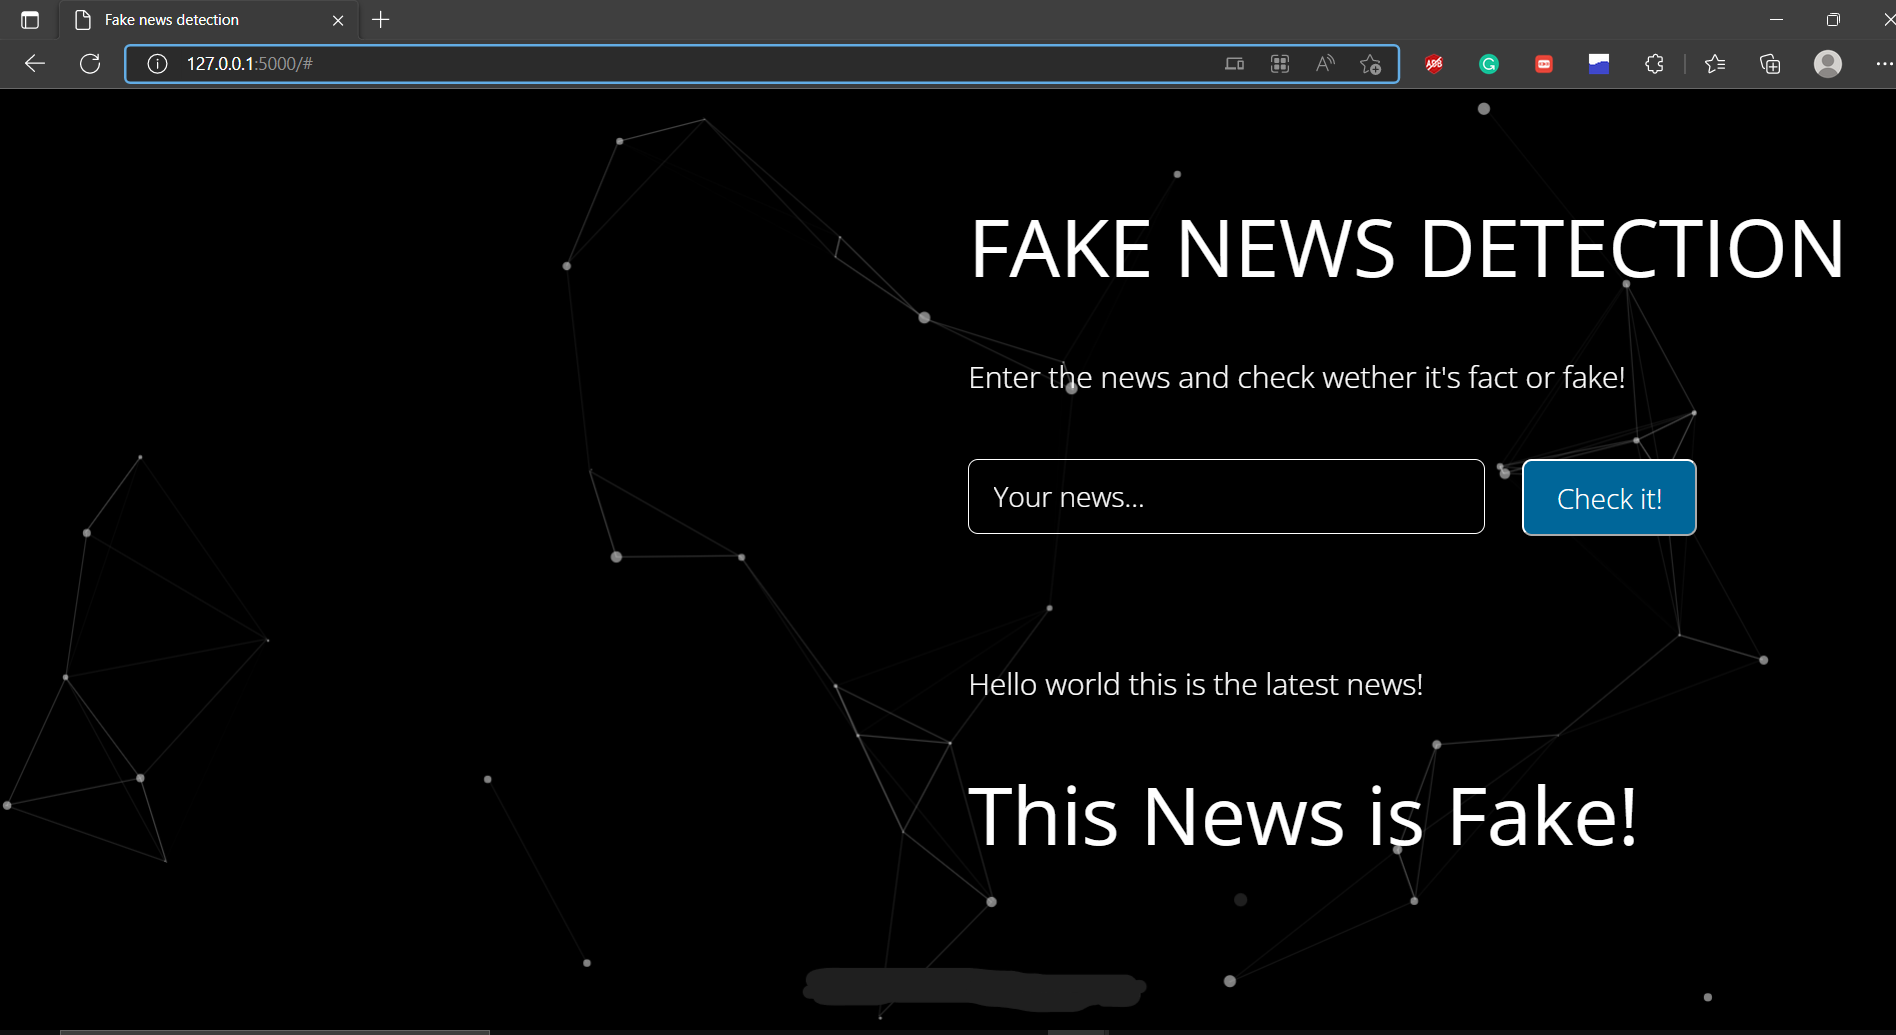 Fake news detection
127.0.0.1:5000/#
FAKE NEWS DETECTION
Enter the news and check wether it's fact or fake!
Your news...
Check it!
Hello world this is the latest news!
This News is Fake!